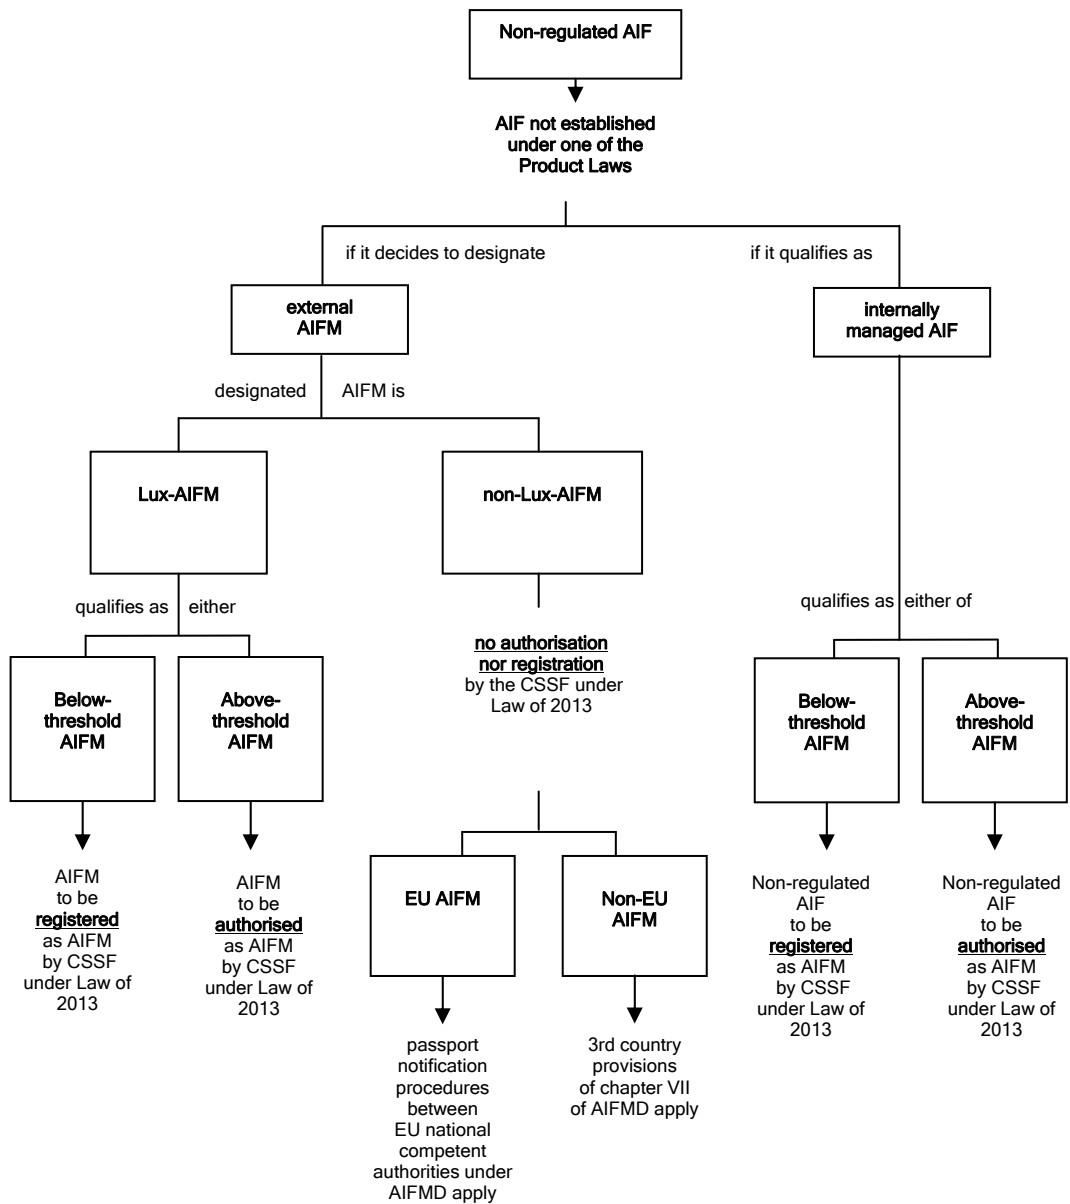 Non-regulated AIF
AIF not established
under one of the
Product Laws
if it decides to designate
if it qualifies as
external
AIFM
internally
managed AIF
designated
AIFM is
Lux-AIFM
non-Lux-AIFM
qualifies as
either
qualifies as
either of
no authorisation
nor registration
by the CSSF under
Law of 2013
Below-
threshold
AIFM
Above-
threshold
AIFM
Below-
threshold
AIFM
Above-
threshold
AIFM
AIFM
to be
registered
as AIFM
by CSSF
under Law of
2013
AIFM
to be
authorised
as AIFM
by CSSF
under Law of
2013
EU AIFM
Non-EU
AIFM
Non-regulated
AIF
to be
registered
as AIFM
by CSSF
under Law of
2013
Non-regulated
AIF
to be
authorised
as AIFM
by CSSF
under Law of
2013
passport
notification
procedures
between
EU national
competent
authorities under
AIFMD apply
3rd country
provisions
of chapter VII
of AIFMD apply